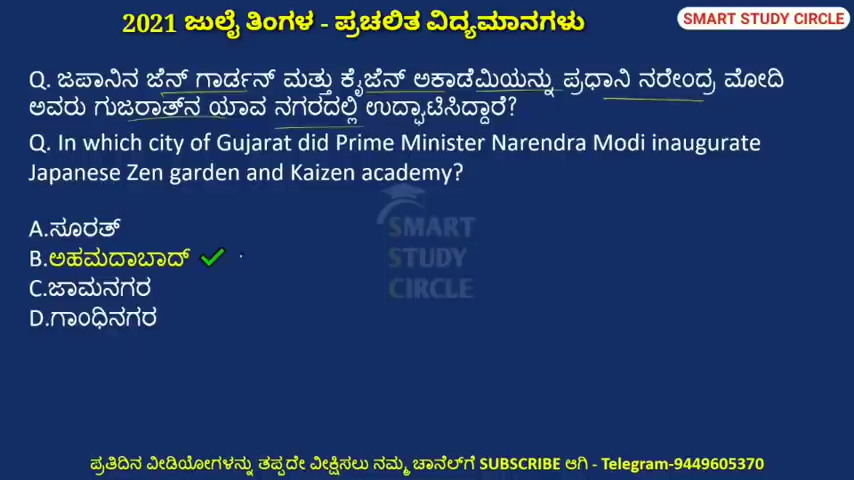 2021 ಜುಲೈ ತಿಂಗಳ - ಪ್ರಚಲಿತ ವಿದ್ಯಮಾನಗಳು
SMART STUDY CIRCLE
Q. ಜಪಾನಿನ ಜೆನ್ ಗಾರ್ಡನ್ ಮತ್ತು ಕೈಜೆನ್ ಅಕಾಡೆಮಿಯನ್ನು ಪ್ರಧಾನಿ ನರೇಂದ್ರ ಮೋದಿ
ಅವರು ಗುಜರಾತ್‌ನ ಯಾವ ನಗರದಲ್ಲಿ ಉದ್ಘಾಟಿಸಿದ್ದಾರೆ?
Q. In which city of Gujarat did Prime Minister Narendra Modi inaugurate
Japanese Zen garden and Kaizen academy?
A.ಸೂರತ್
B.ಅಹಮದಾಬಾದ್
C.ಜಾಮನಗರ
D.ಗಾಂಧಿನಗರ
SMART
STUDY
CIRCLE
ಪ್ರತಿದಿನ ವೀಡಿಯೋಗಳನ್ನು ತಪ್ಪದೇ ವೀಕ್ಷಿಸಲು ನಮ್ಮ ಚಾನೆಲ್‌ಗೆ SUBSCRIBE ಆಗಿ - Telegram-9449605370